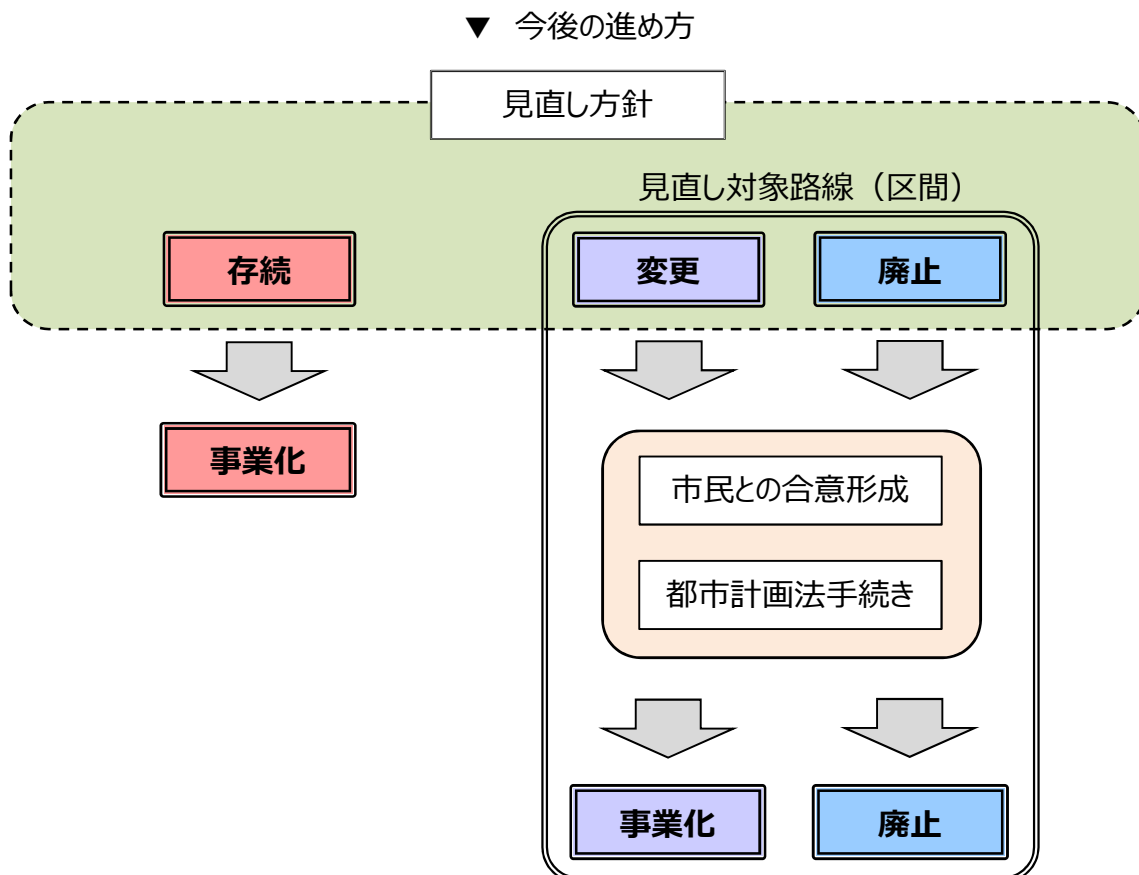 ▼ 今後の進め方
見直し方針
見直し対象路線（区間）
存続
変更
廃止
事業化
市民との合意形成
都市計画法手続き
事業化
廃止